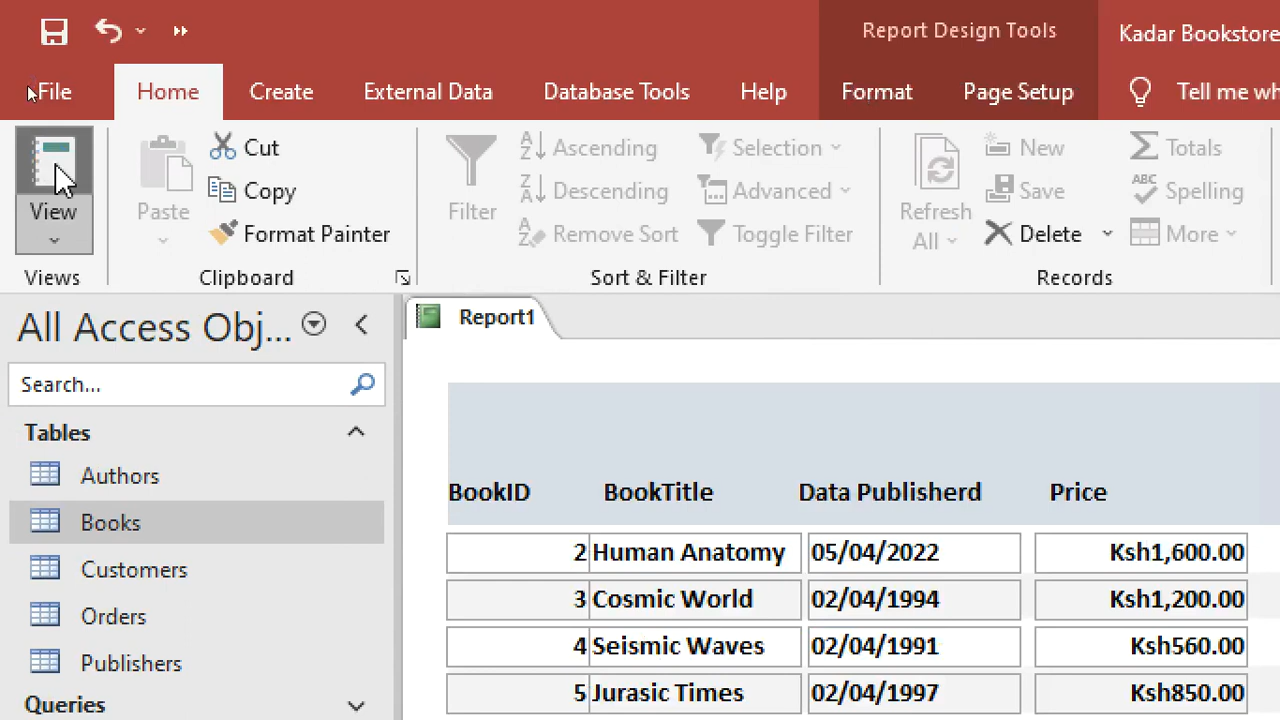 Report Design Tools
Kadar Bookstore
File Home Create External Data Database Tools Help Format Page Setup Tell me wh
View
Views
Paste
Cut
Copy
Format Painter
Clipboard
Filter
Ascending
Descending
Remove Sort
Selection
Advanced
Toggle Filter
Sort & Filter
Refresh
All
New
Save
Delete
Totals
Spelling
More
Records
All Access Obj...
Search...
Tables
Authors
Books
Customers
Orders
Publishers
Queries
Report1
BookID BookTitle Data Publisherd Price
2 Human Anatomy 05/04/2022 Ksh1,600.00
3 Cosmic World 02/04/1994 Ksh1,200.00
4 Seismic Waves 02/04/1991 Ksh560.00
5 Jurasic Times 02/04/1997 Ksh850.00